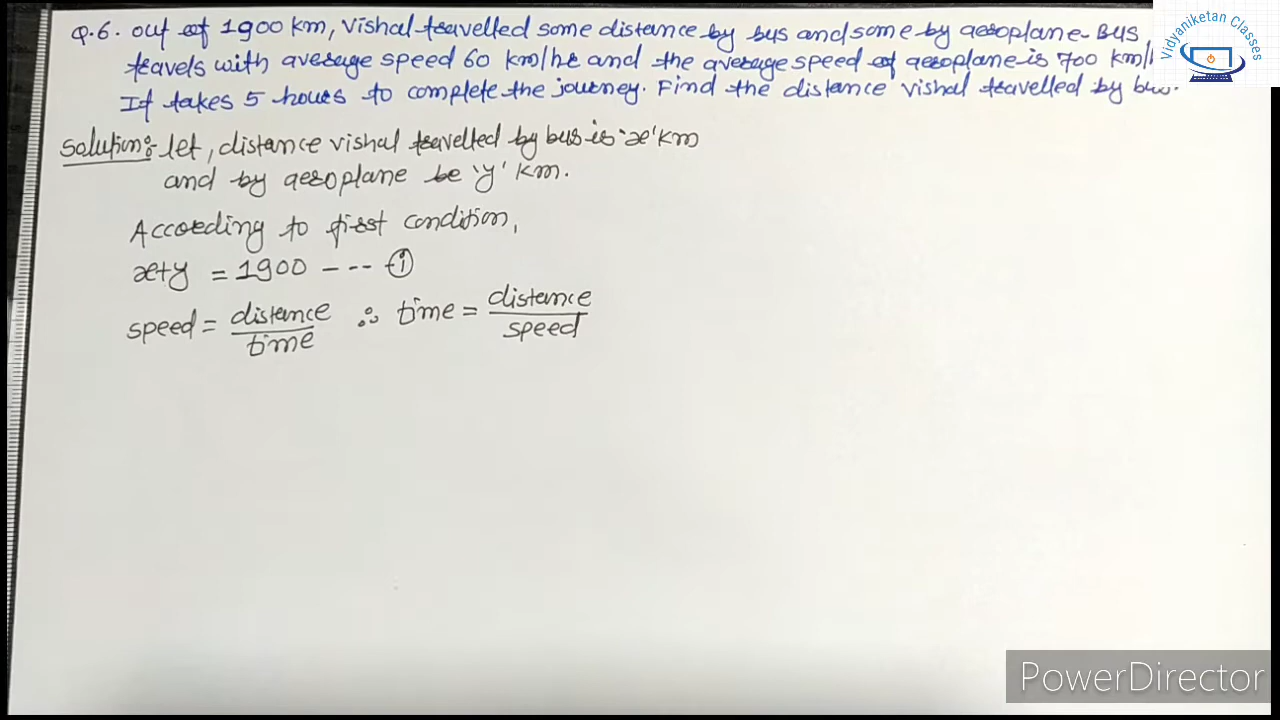 Q.6. Out of 1900 km, Vishal travelled some distance by bus and some by aeroplane. Bus
travels with average speed 60 km/hr and the average speed of aeroplane is 700 km/h
It takes 5 hours to complete the journey. Find the distance vishal travelled by bus.
Solution: let, distance vishal travelled by bus is 'x' km
and by aeroplane be 'y' km.
According to first condition,
x+y = 1900 --- ①
speed = distance/time ∴ time = distance/speed
Vidyaniketan Classes
PowerDirector